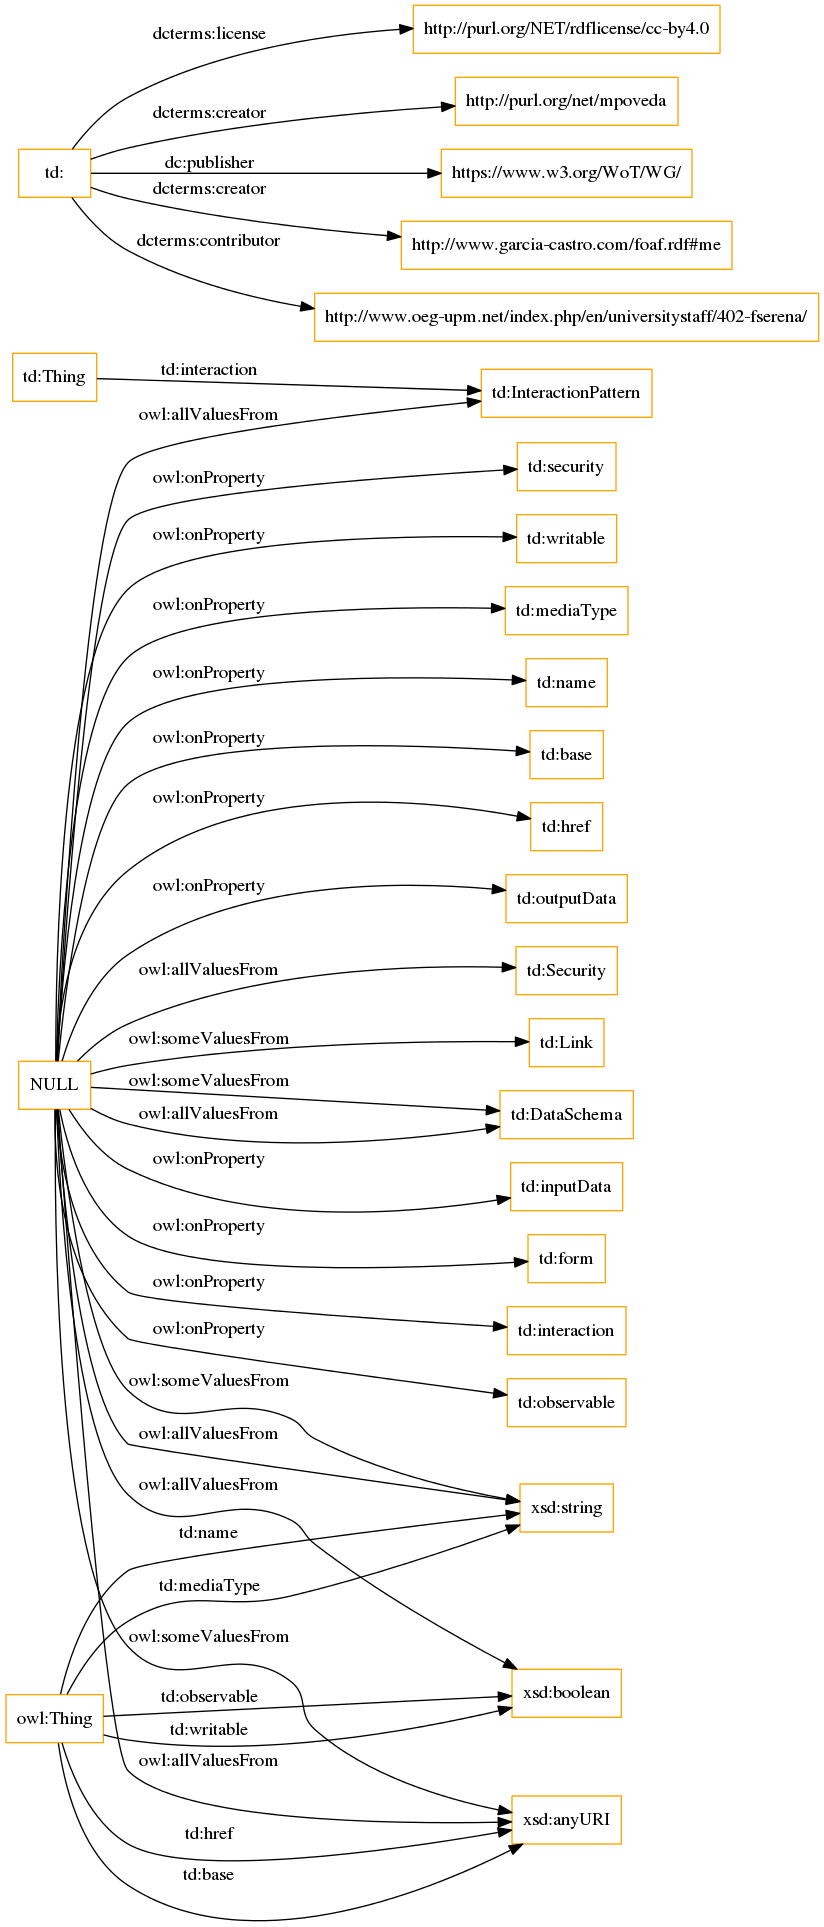 dcterms:license
http://purl.org/NET/rdflicense/cc-by4.0
dcterms:creator
http://purl.org/net/mpoveda
td:
dc:publisher
https://www.w3.org/WoT/WG/
dcterms:creator
http://www.garcia-castro.com/foaf.rdf#me
dcterms:contributor
http://www.oeg-upm.net/index.php/en/universitystaff/402-fserena/
td:Thing
td:interaction
td:InteractionPattern
owl:allValuesFrom
owl:onProperty
td:security
owl:onProperty
td:writable
owl:onProperty
td:mediaType
owl:onProperty
td:name
owl:onProperty
td:base
owl:onProperty
td:href
owl:onProperty
td:outputData
owl:allValuesFrom
td:Security
owl:someValuesFrom
td:Link
NULL
owl:someValuesFrom
owl:allValuesFrom
td:DataSchema
owl:onProperty
td:inputData
owl:onProperty
td:form
owl:onProperty
td:interaction
owl:onProperty
td:observable
owl:someValuesFrom
owl:allValuesFrom
owl:allValuesFrom
xsd:string
td:name
td:mediaType
owl:someValuesFrom
owl:Thing
td:observable
xsd:boolean
td:writable
owl:allValuesFrom
xsd:anyURI
td:href
td:base